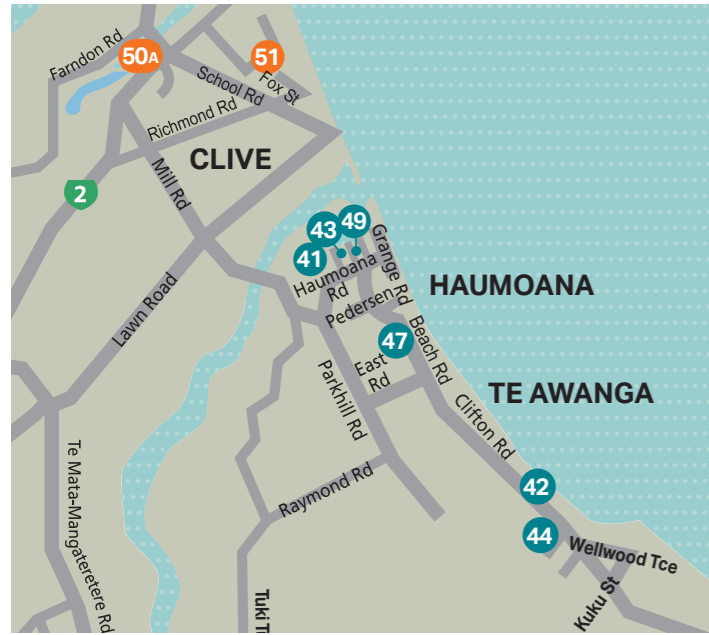 Farndon Rd
50A
51
School Rd
Fox St
Richmond Rd
CLIVE
2
Mill Rd
49
43
41
Grange Rd
Haumoana
Rd
HAUMOANA
Pedersen
Lawn Road
47
Beach Rd
East
Rd
TE AWANGA
Parkhill Rd
Clifton Rd
42
Raymond Rd
44
Te Mata-Mangateretere Rd
Wellwood Tce
Kuku St